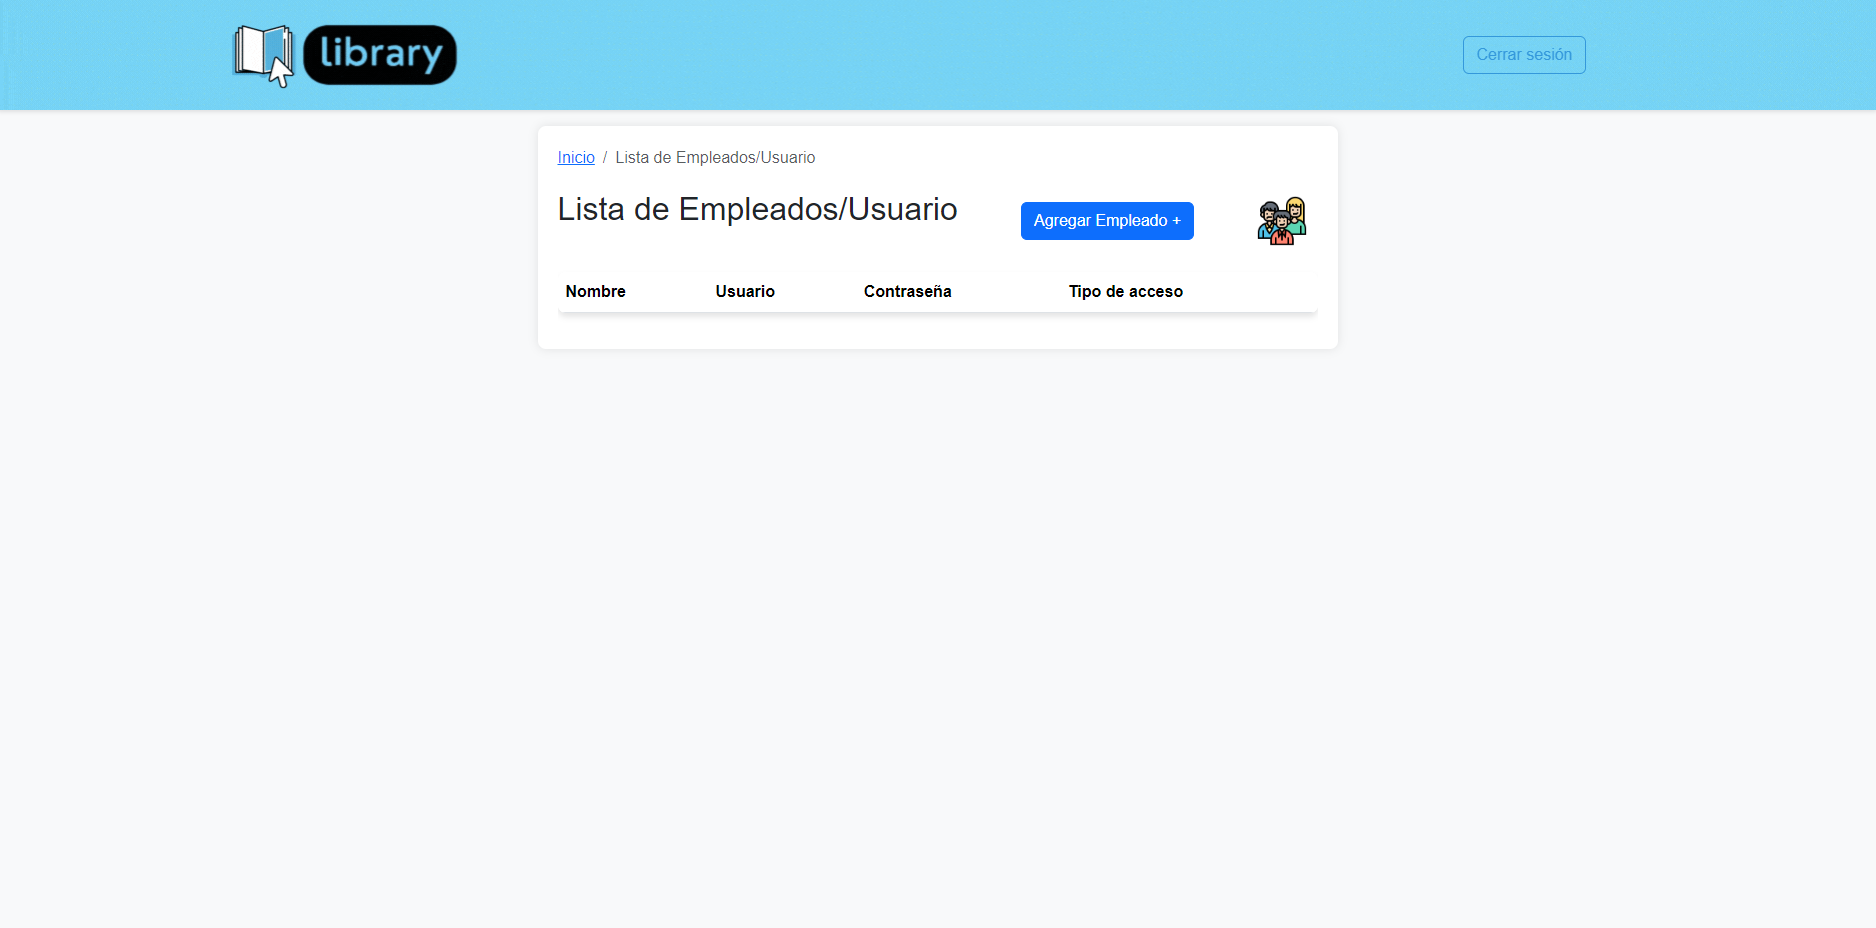 library
Cerrar sesión
Inicio / Lista de Empleados/Usuario
Lista de Empleados/Usuario
Agregar Empleado +
Nombre Usuario Contraseña Tipo de acceso